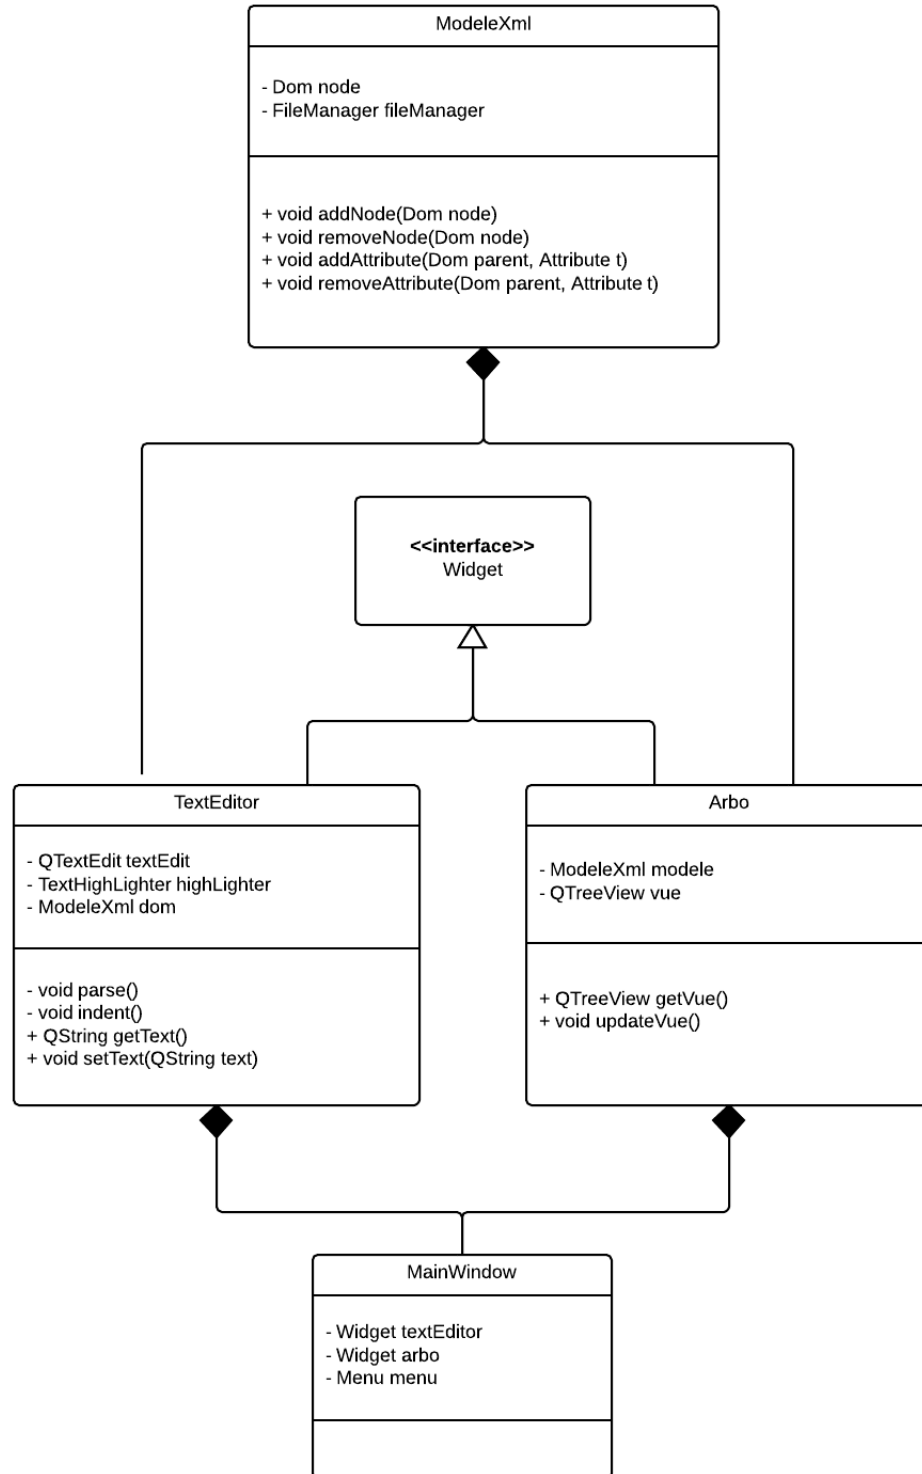 ModeleXml
- Dom node
- FileManager fileManager
+ void addNode(Dom node)
+ void removeNode(Dom node)
+ void addAttribute(Dom parent, Attribute t)
+ void removeAttribute(Dom parent, Attribute t)
<<interface>>
Widget
TextEditor
- QTextEdit textEdit
- TextHighLighter highLighter
- ModeleXml dom
- void parse()
- void indent()
+ QString getText()
+ void setText(QString text)
Arbo
- ModeleXml modele
- QTreeView vue
+ QTreeView getVue()
+ void updateVue()
MainWindow
- Widget textEditor
- Widget arbo
- Menu menu